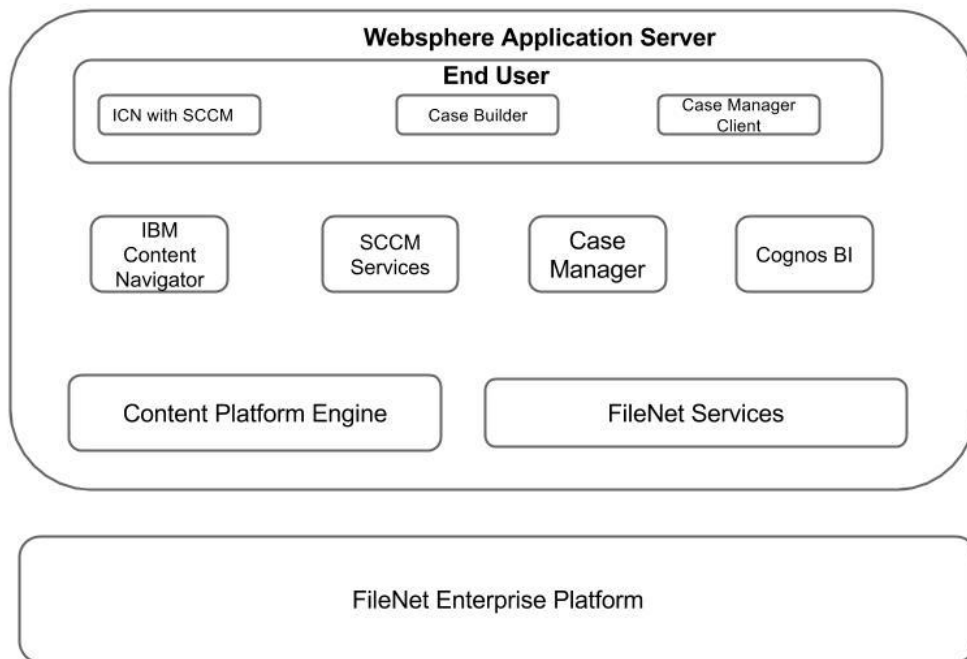 Websphere Application Server
End User
ICN with SCCM
Case Builder
Case Manager
Client
IBM
Content
Navigator
SCCM
Services
Case
Manager
Cognos BI
Content Platform Engine
FileNet Services
FileNet Enterprise Platform